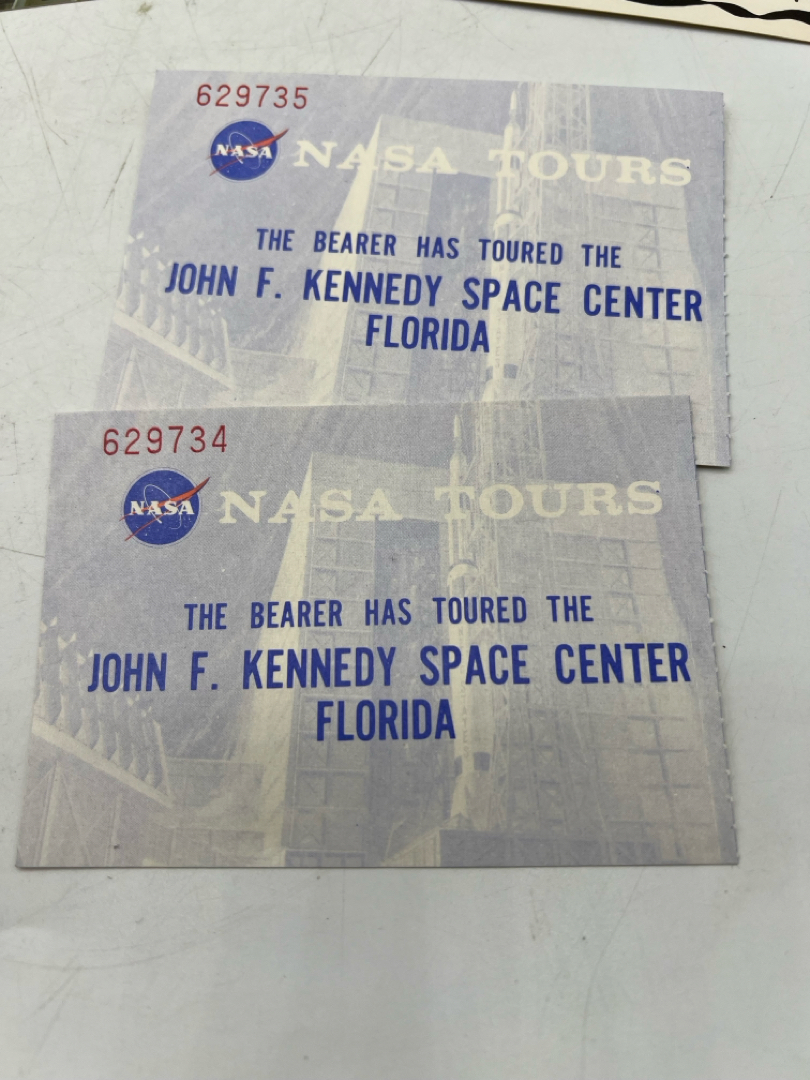 629735
NASA NASA TOURS
THE BEARER HAS TOURED THE
JOHN F. KENNEDY SPACE CENTER
FLORIDA
629734
NASA NASA TOURS
THE BEARER HAS TOURED THE
JOHN F. KENNEDY SPACE CENTER
FLORIDA